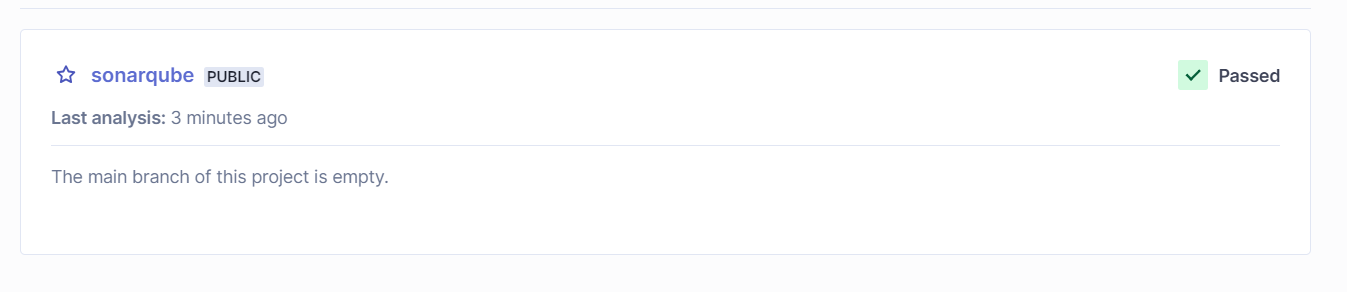 sonarqube PUBLIC Passed
Last analysis: 3 minutes ago
The main branch of this project is empty.